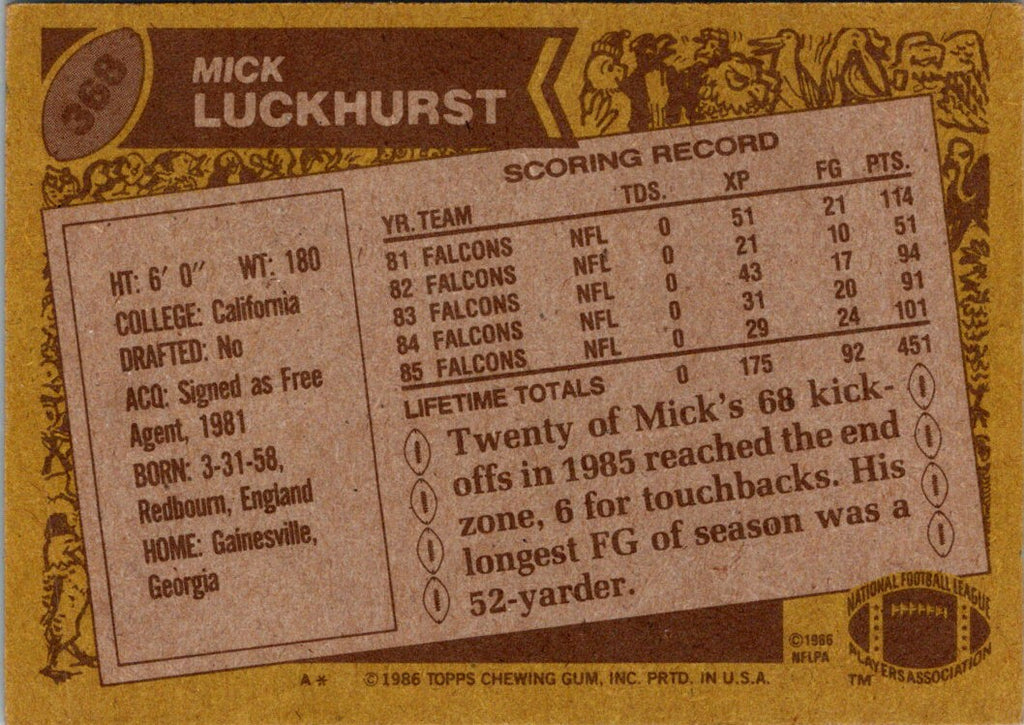 368
MICK
LUCKHURST
SCORING RECORD
YR. TEAM TDS. XP FG PTS.
81 FALCONS NFL 0 51 21 114
82 FALCONS NFL 0 21 10 51
83 FALCONS NFL 0 43 17 94
84 FALCONS NFL 0 31 20 91
85 FALCONS NFL 0 29 24 101
LIFETIME TOTALS 0 175 92 451
HT: 6' 0" WT: 180
COLLEGE: California
DRAFTED: No
ACQ: Signed as Free
Agent, 1981
BORN: 3-31-58,
Redbourn, England
HOME: Gainesville,
Georgia
Twenty of Mick's 68 kick-
offs in 1985 reached the end
zone, 6 for touchbacks. His
longest FG of season was a
52-yarder.
NATIONAL FOOTBALL LEAGUE
PLAYERS ASSOCIATION
TM
©1986
NFLPA
A* ©1986 TOPPS CHEWING GUM, INC. PRTD. IN U.S.A.